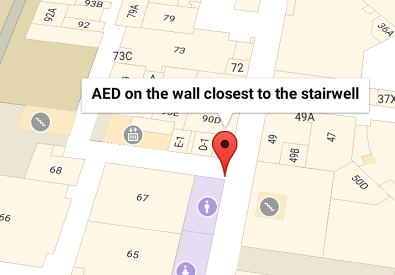 93B
79A
79
92A
92
36A
73
73C
72
A
AED on the wall closest to the stairwell
37X
90D
49A
E-1
D-1
49
49B
47
68
67
50D
66
65